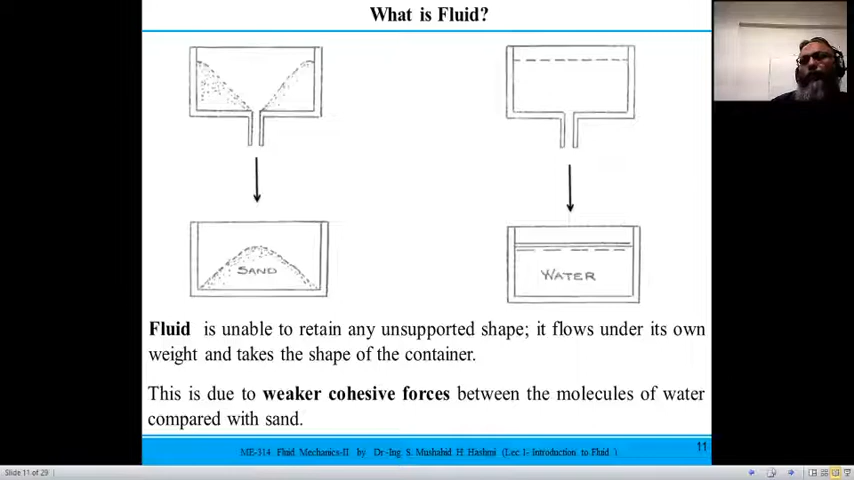 What is Fluid?
SAND
WATER
Fluid is unable to retain any unsupported shape; it flows under its own
weight and takes the shape of the container.
This is due to weaker cohesive forces between the molecules of water
compared with sand.
ME-314 Fluid Mechanics-II by Dr-Ing. S. Mushahid H. Hashmi (Lec 1- Introduction to Fluid )
11
Slide 11 of 29